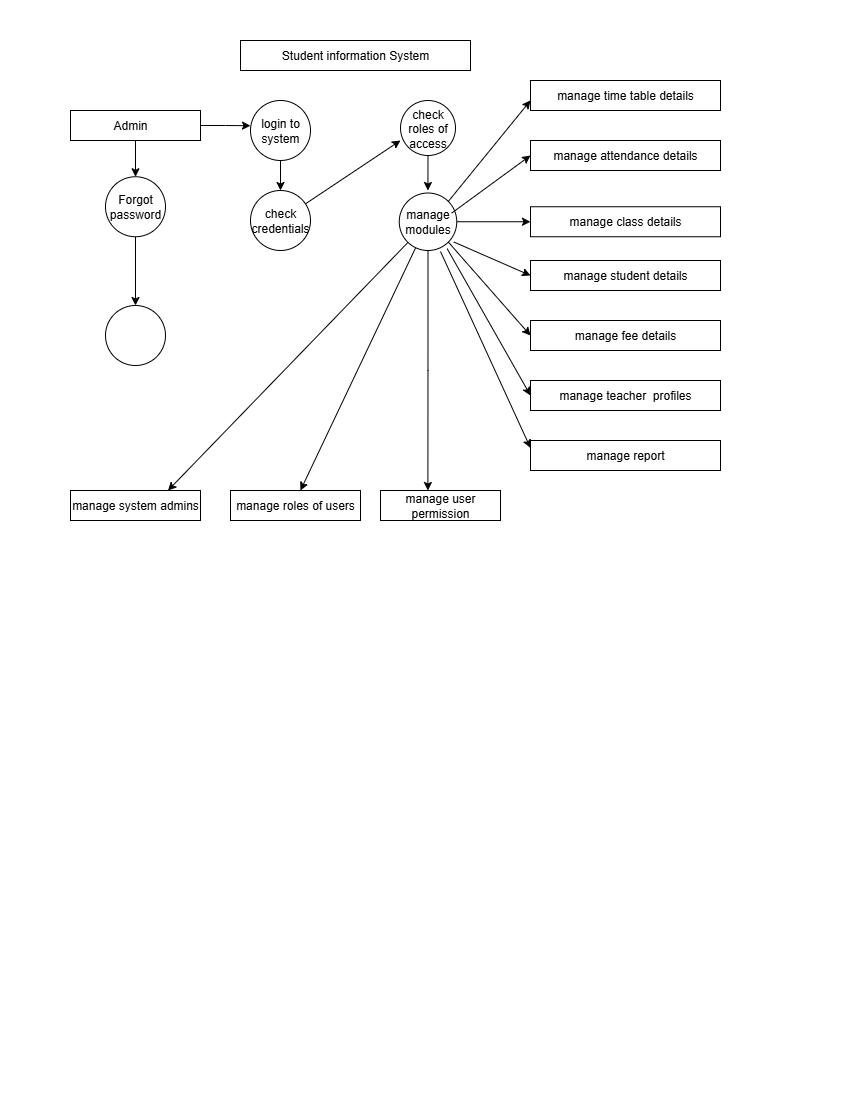 Student information System
Admin
login to
system
check
roles of
access
Forgot
password
check
credentials
manage
modules
manage time table details
manage attendance details
manage class details
manage student details
manage fee details
manage teacher  profiles
manage report
manage system admins
manage roles of users
manage user
permission